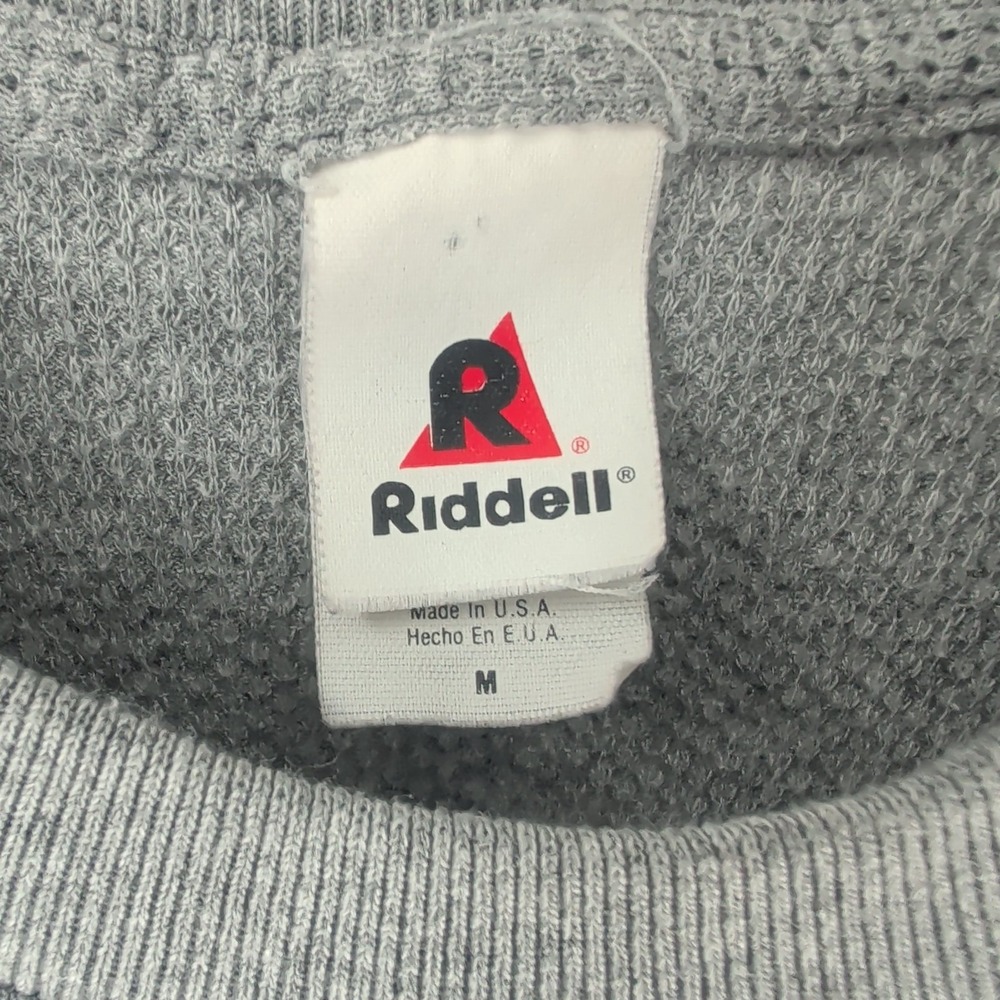 R®
Riddell®
Made In U.S.A.
Hecho En E.U.A.
M